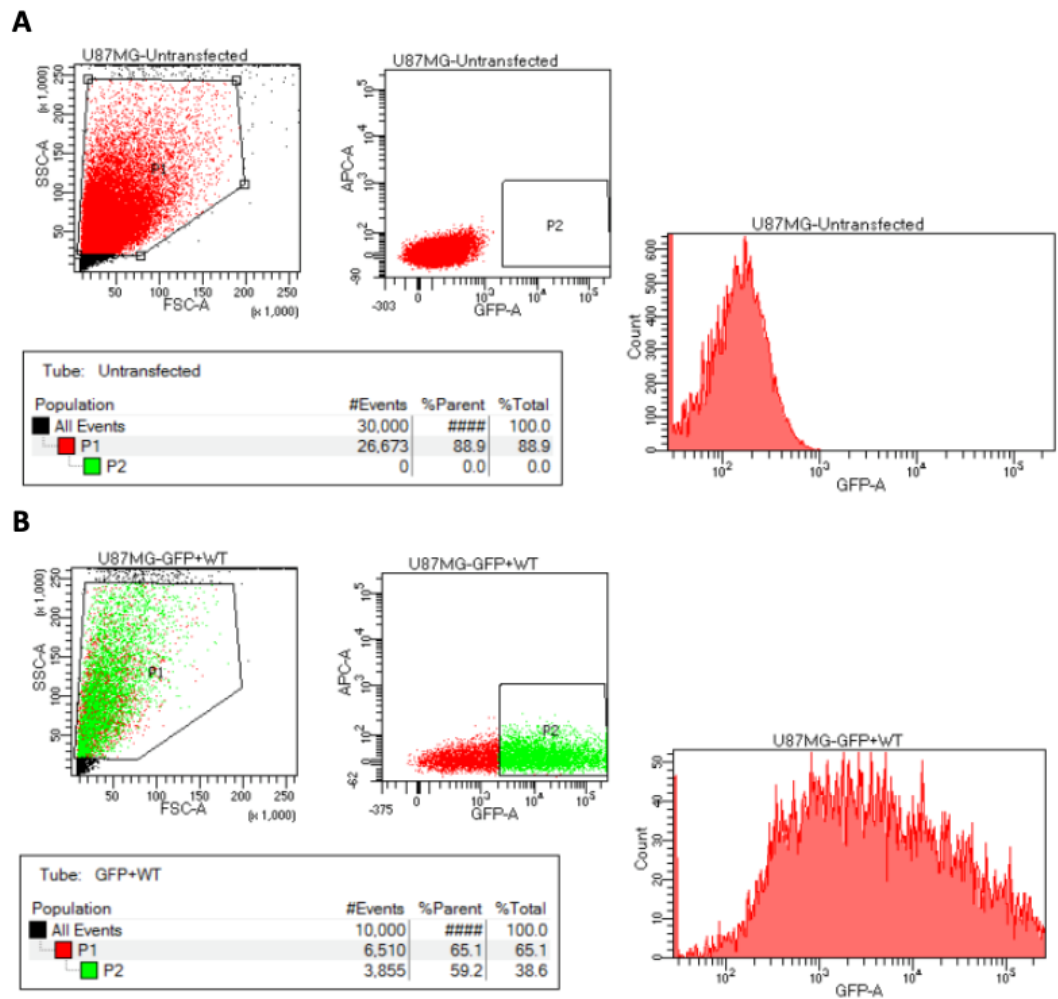 A
U87MG-Untransfected
SSC-A
(x 1,000)
50 100 150 200 250
P1
50 100 150 200 250
FSC-A
(x 1,000)
U87MG-Untransfected
APC-A
-90 0 10^2 10^3 10^4 10^5
P2
-303 0 10^3 10^4 10^5
GFP-A
U87MG-Untransfected
Count
0 100 200 300 400 500 600
10^2 10^3 10^4 10^5
GFP-A
Tube: Untransfected
Population #Events %Parent %Total
All Events 30,000 #### 100.0
P1 26,673 88.9 88.9
P2 0 0.0 0.0
B
U87MG-GFP+WT
SSC-A
(x 1,000)
50 100 150 200 250
P1
50 100 150 200 250
FSC-A
(x 1,000)
U87MG-GFP+WT
APC-A
-62 0 10^2 10^3 10^4 10^5
P2
-375 0 10^3 10^4 10^5
GFP-A
U87MG-GFP+WT
Count
0 10 20 30 40 50
10^2 10^3 10^4 10^5
GFP-A
Tube: GFP+WT
Population #Events %Parent %Total
All Events 10,000 #### 100.0
P1 6,510 65.1 65.1
P2 3,855 59.2 38.6